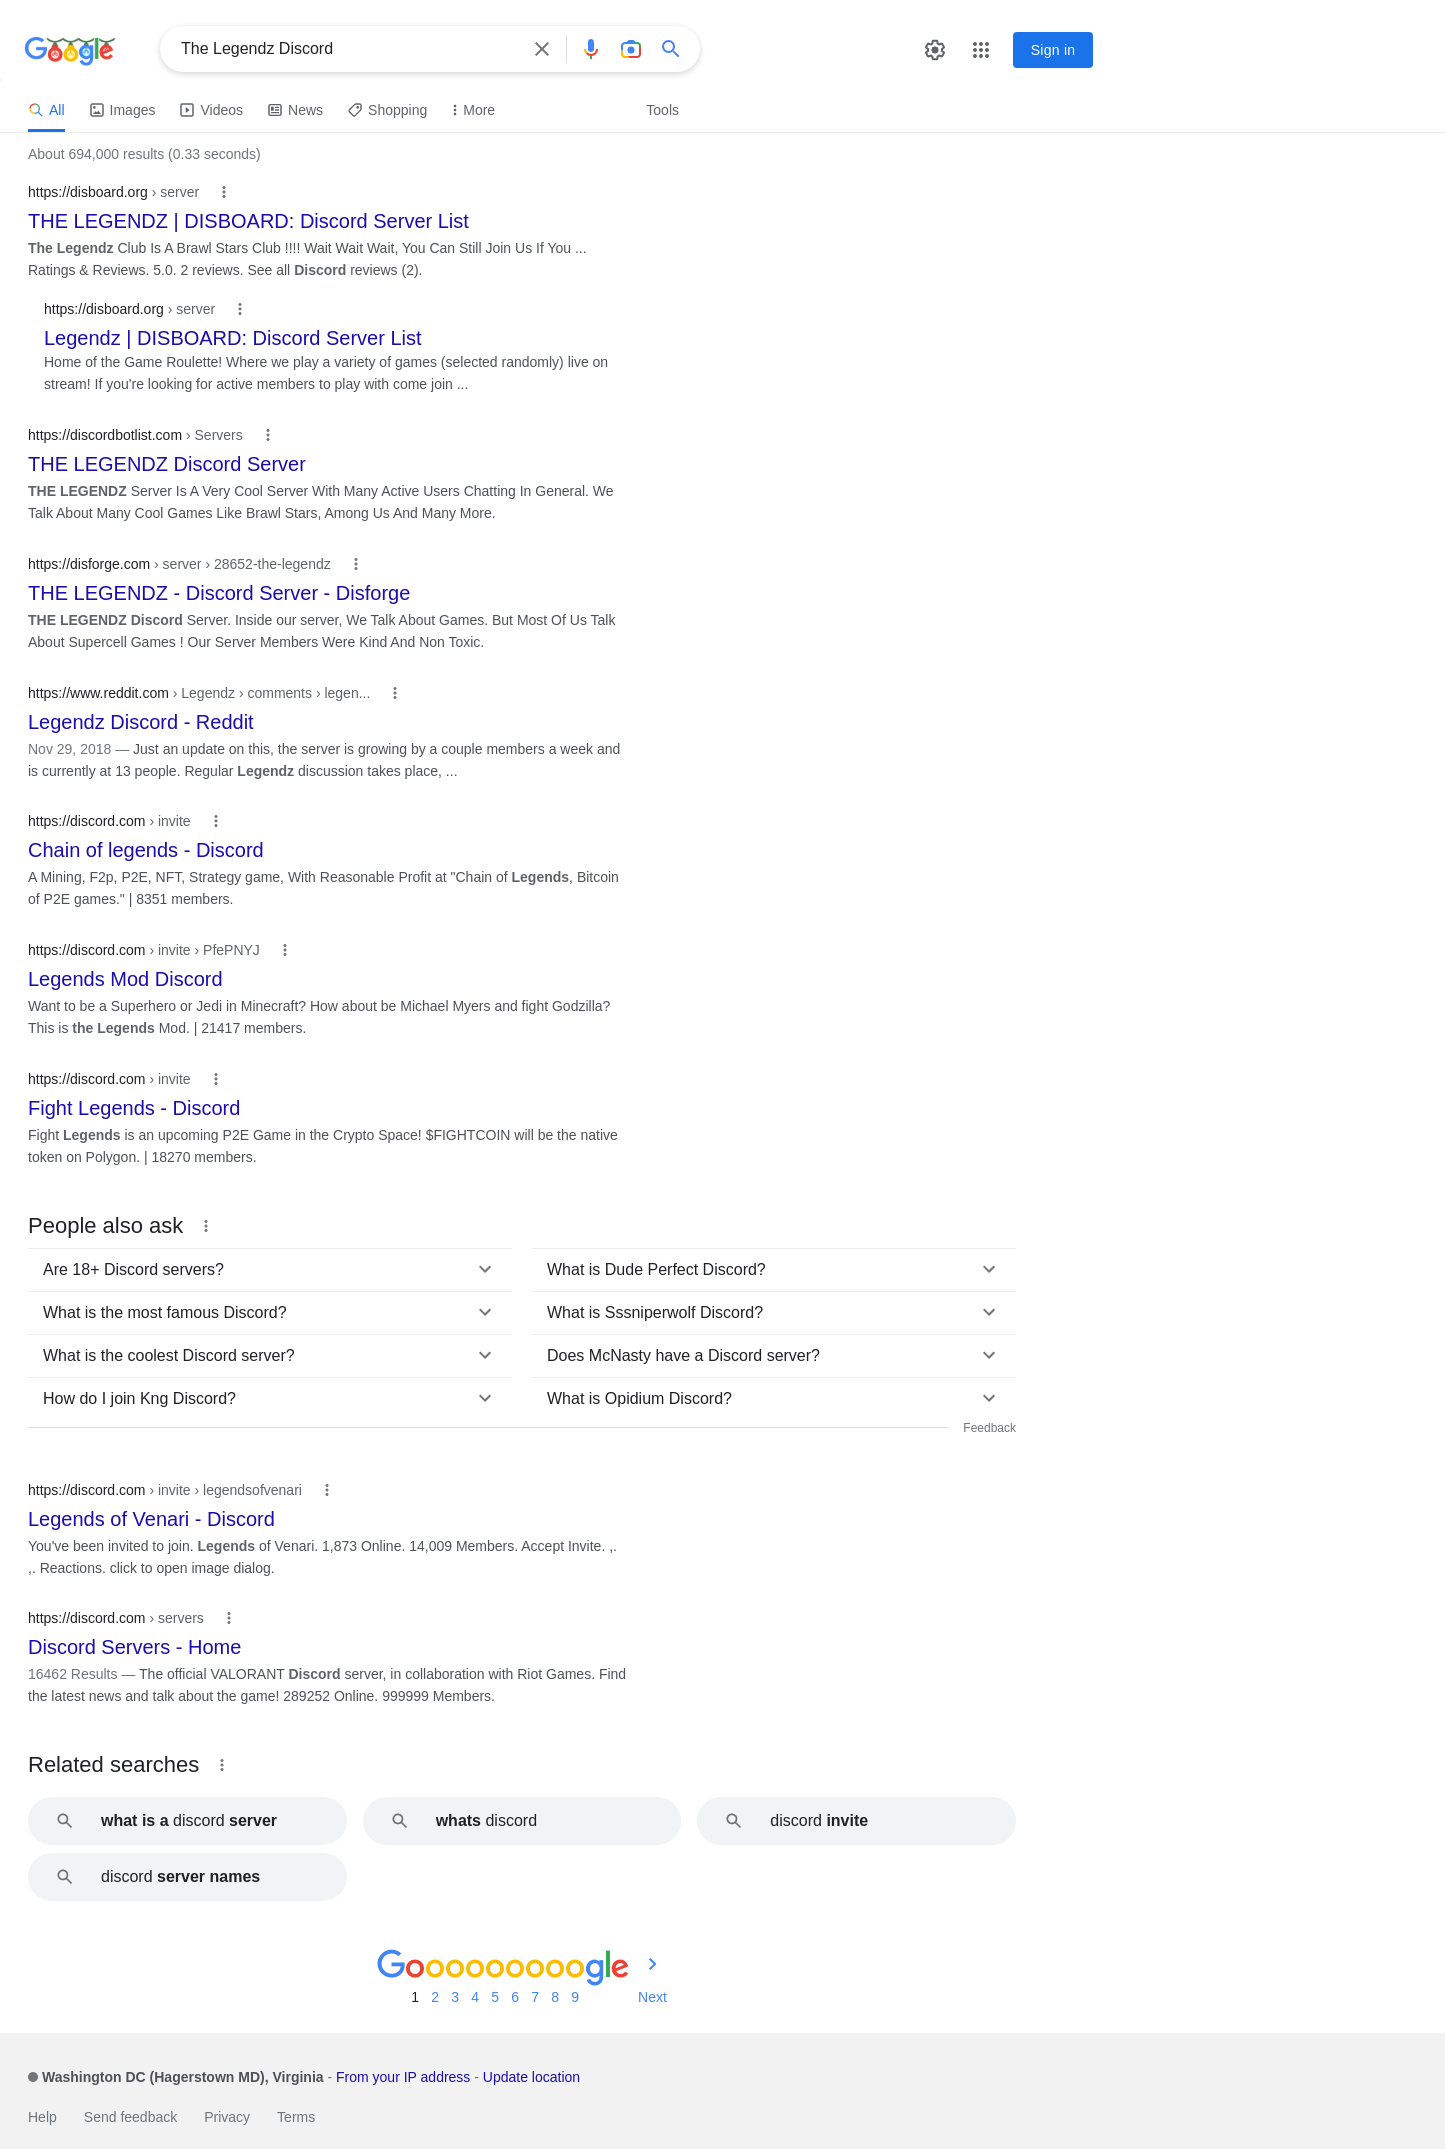 Google
The Legendz Discord
Sign in
All
Images
Videos
News
Shopping
More
Tools
About 694,000 results (0.33 seconds)
https://disboard.org › server
THE LEGENDZ | DISBOARD: Discord Server List
The Legendz Club Is A Brawl Stars Club !!!! Wait Wait Wait, You Can Still Join Us If You ...
Ratings & Reviews. 5.0. 2 reviews. See all Discord reviews (2).
https://disboard.org › server
Legendz | DISBOARD: Discord Server List
Home of the Game Roulette! Where we play a variety of games (selected randomly) live on
stream! If you're looking for active members to play with come join ...
https://discordbotlist.com › Servers
THE LEGENDZ Discord Server
THE LEGENDZ Server Is A Very Cool Server With Many Active Users Chatting In General. We
Talk About Many Cool Games Like Brawl Stars, Among Us And Many More.
https://disforge.com › server › 28652-the-legendz
THE LEGENDZ - Discord Server - Disforge
THE LEGENDZ Discord Server. Inside our server, We Talk About Games. But Most Of Us Talk
About Supercell Games ! Our Server Members Were Kind And Non Toxic.
https://www.reddit.com › Legendz › comments › legen...
Legendz Discord - Reddit
Nov 29, 2018 — Just an update on this, the server is growing by a couple members a week and
is currently at 13 people. Regular Legendz discussion takes place, ...
https://discord.com › invite
Chain of legends - Discord
A Mining, F2p, P2E, NFT, Strategy game, With Reasonable Profit at "Chain of Legends, Bitcoin
of P2E games." | 8351 members.
https://discord.com › invite › PfePNYJ
Legends Mod Discord
Want to be a Superhero or Jedi in Minecraft? How about be Michael Myers and fight Godzilla?
This is the Legends Mod. | 21417 members.
https://discord.com › invite
Fight Legends - Discord
Fight Legends is an upcoming P2E Game in the Crypto Space! $FIGHTCOIN will be the native
token on Polygon. | 18270 members.
People also ask
Are 18+ Discord servers?
What is the most famous Discord?
What is the coolest Discord server?
How do I join Kng Discord?
What is Dude Perfect Discord?
What is Sssniperwolf Discord?
Does McNasty have a Discord server?
What is Opidium Discord?
Feedback
https://discord.com › invite › legendsofvenari
Legends of Venari - Discord
You've been invited to join. Legends of Venari. 1,873 Online. 14,009 Members. Accept Invite. ,.
,. Reactions. click to open image dialog.
https://discord.com › servers
Discord Servers - Home
16462 Results — The official VALORANT Discord server, in collaboration with Riot Games. Find
the latest news and talk about the game! 289252 Online. 999999 Members.
Related searches
what is a discord server
whats discord
discord invite
discord server names
Gooooooooogle
1 2 3 4 5 6 7 8 9 Next
Washington DC (Hagerstown MD), Virginia - From your IP address - Update location
Help Send feedback Privacy Terms